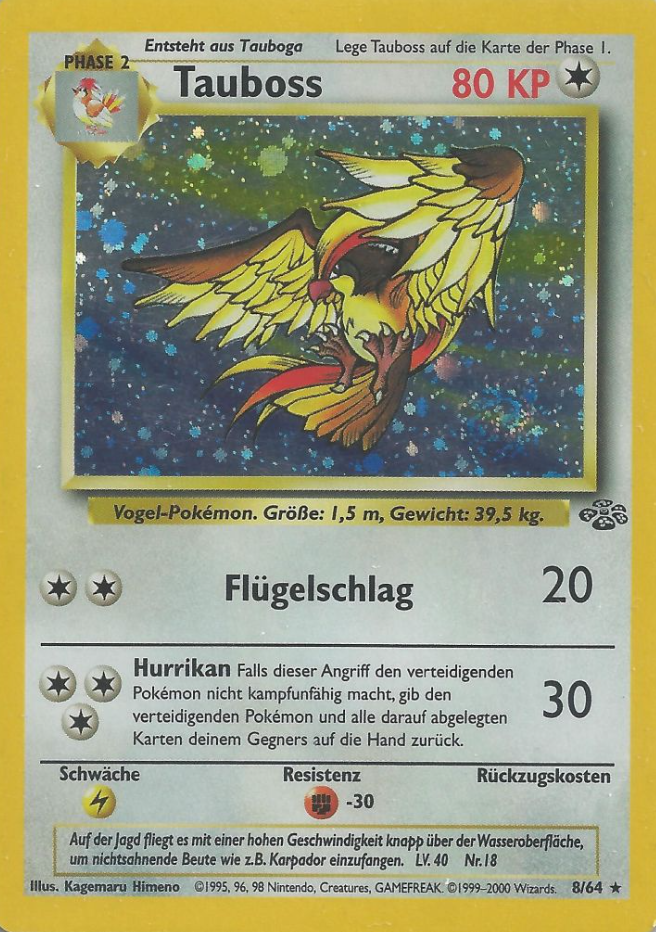 Entsteht aus Tauboga Lege Tauboss auf die Karte der Phase 1.
PHASE 2
Tauboss 80 KP
Vogel-Pokémon. Größe: 1,5 m, Gewicht: 39,5 kg.
Flügelschlag 20
Hurrikan Falls dieser Angriff den verteidigenden
Pokémon nicht kampfunfähig macht, gib den
verteidigenden Pokémon und alle darauf abgelegten
Karten deinem Gegners auf die Hand zurück.
30
Schwäche Resistenz Rückzugskosten
-30
Auf der Jagd fliegt es mit einer hohen Geschwindigkeit knapp über der Wasseroberfläche,
um nichtsahnende Beute wie z.B. Karpador einzufangen. LV. 40 Nr. 18
Illus. Kagemaru Himeno ©1995, 96, 98 Nintendo, Creatures, GAMEFREAK. ©1999-2000 Wizards. 8/64 ★